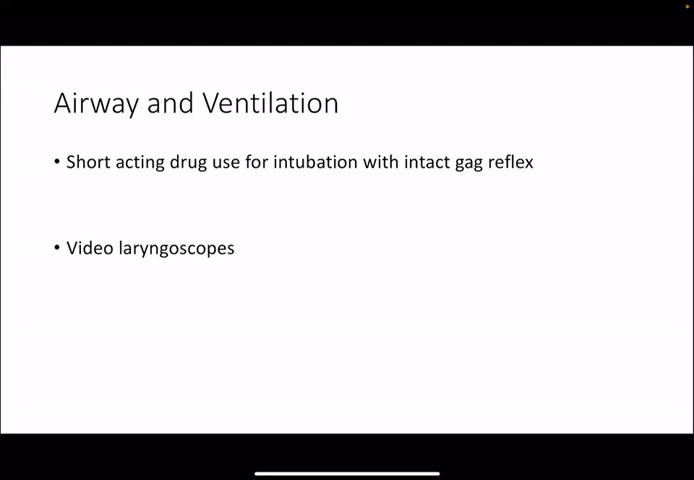 Airway and Ventilation
• Short acting drug use for intubation with intact gag reflex
• Video laryngoscopes